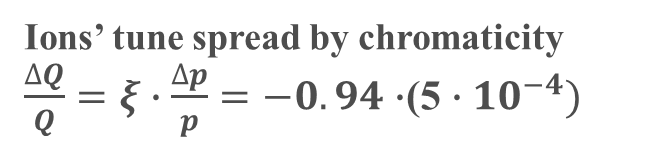 Ions' tune spread by chromaticity
ΔQ/Q = ξ · Δp/p = −0.94 ·(5 · 10⁻⁴)